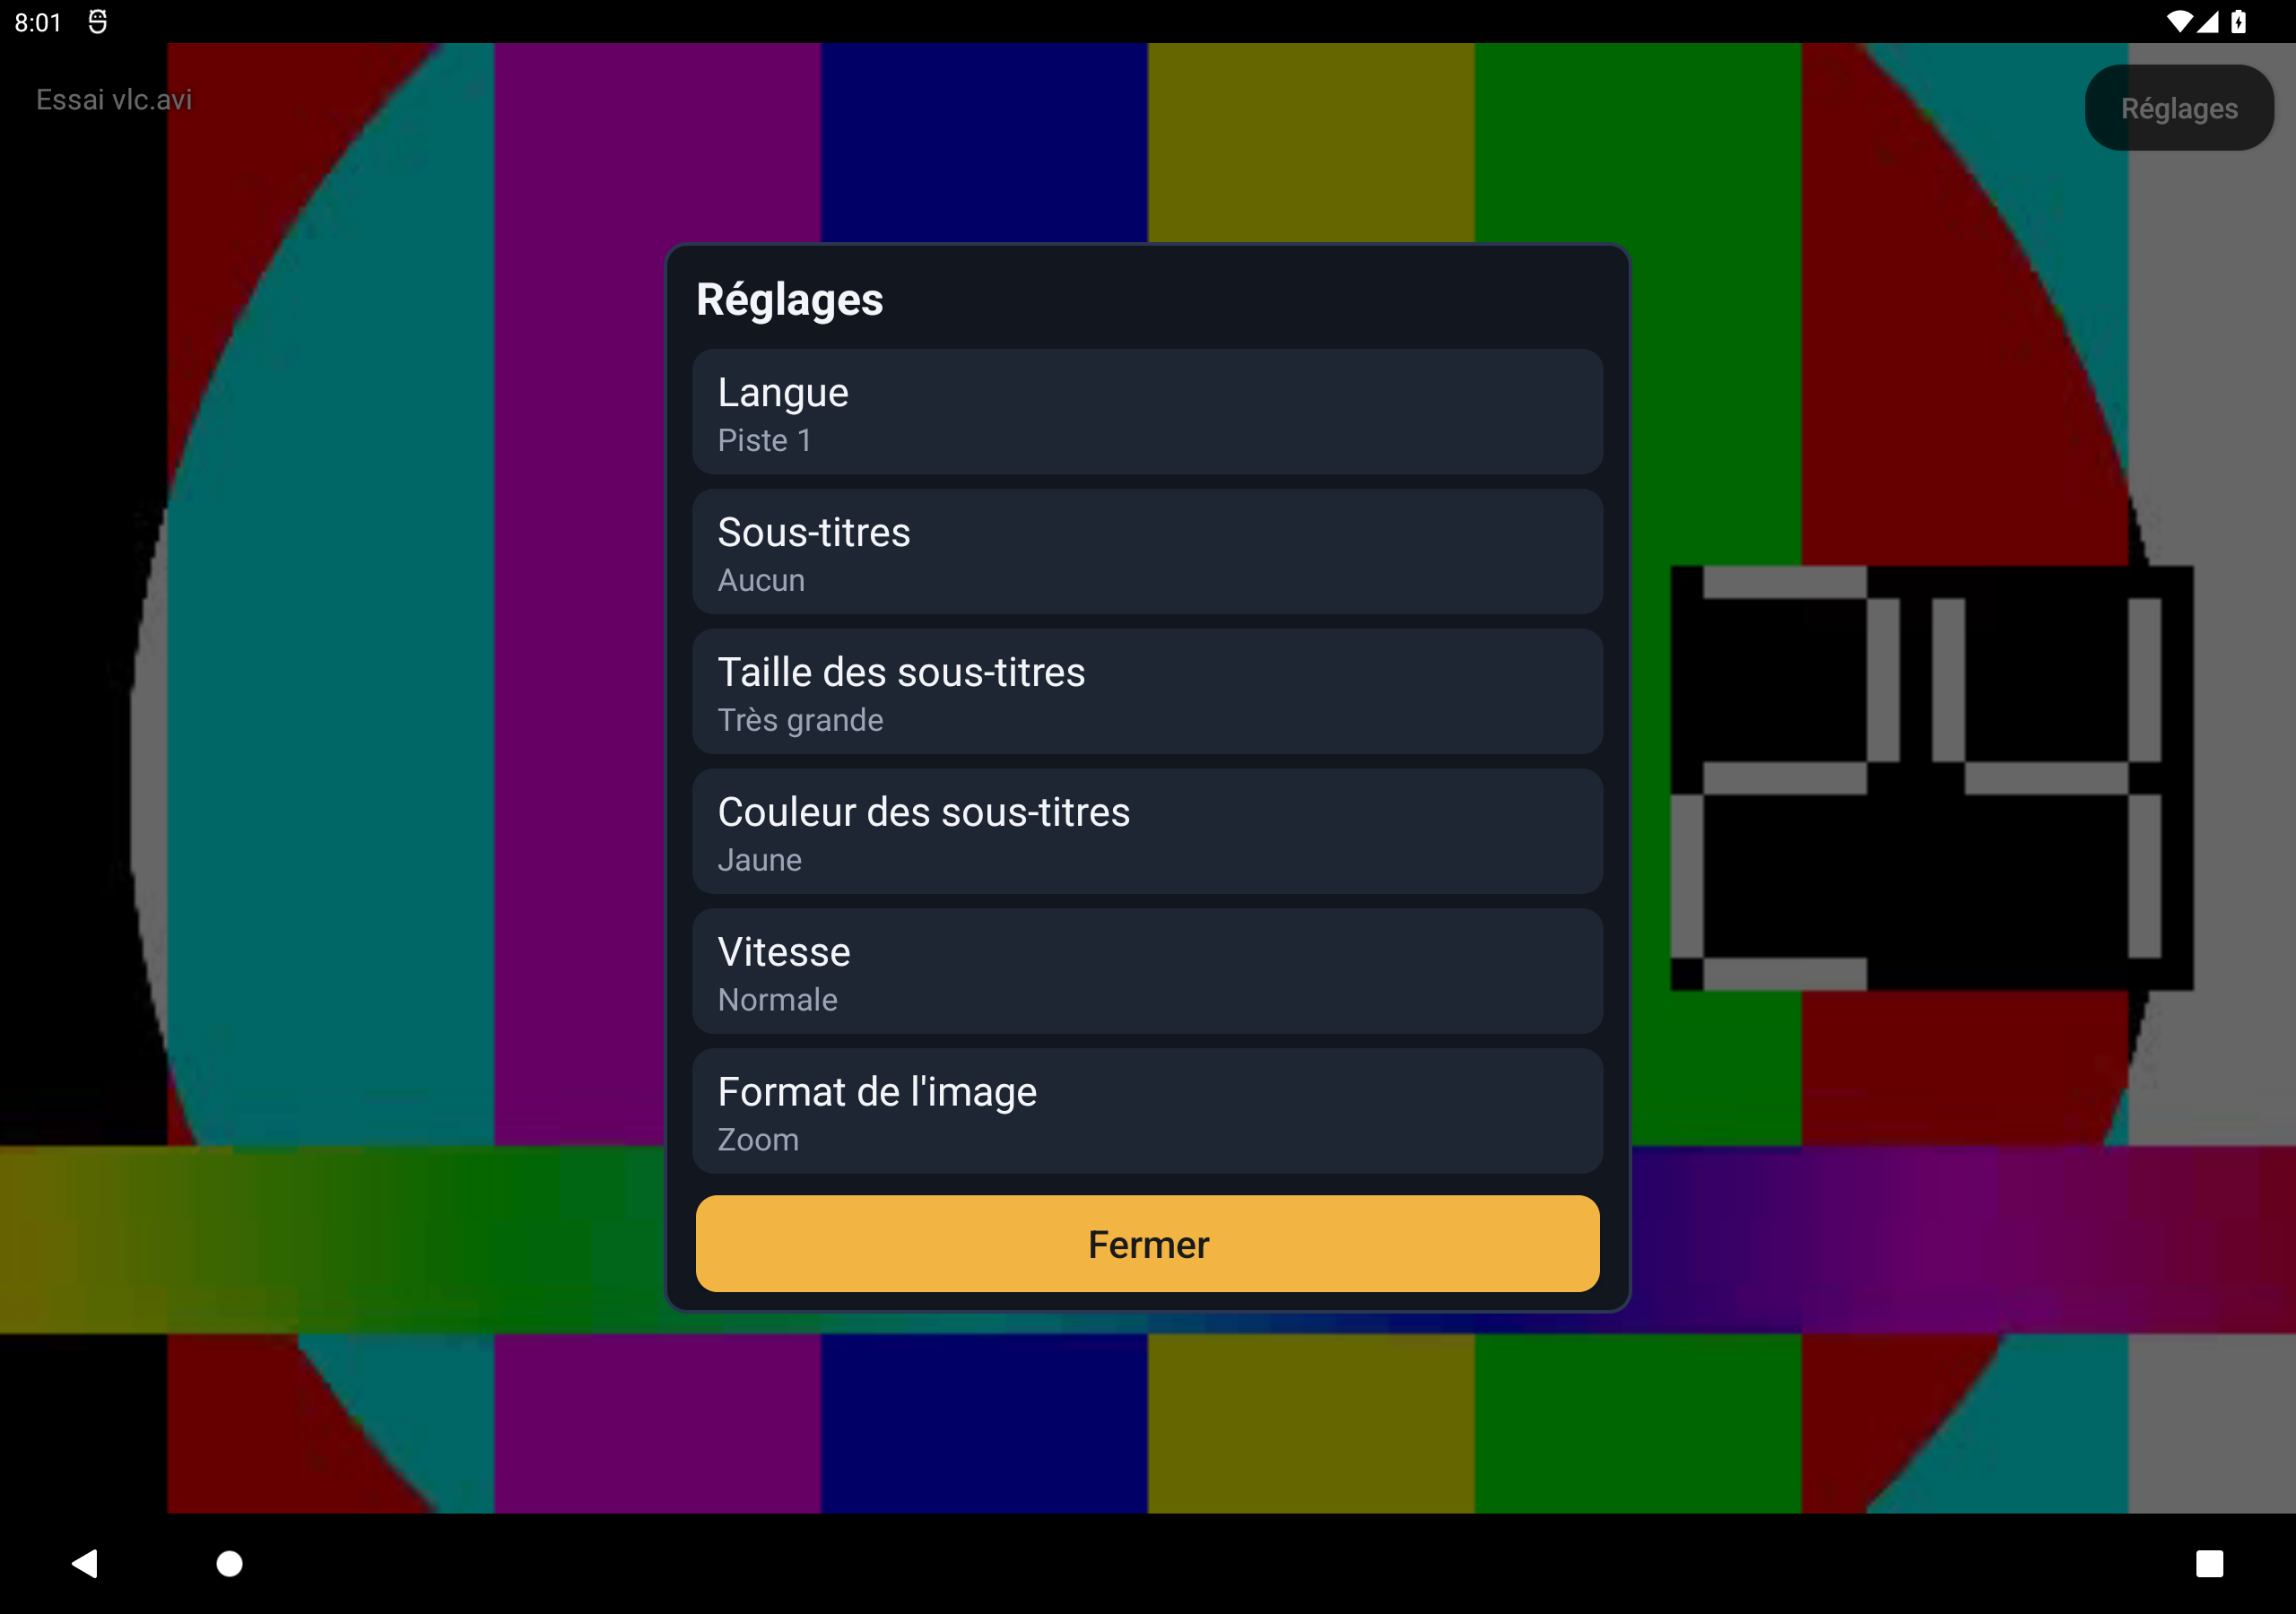 8:01
Essai vlc.avi
Réglages
Réglages
Langue
Piste 1
Sous-titres
Aucun
Taille des sous-titres
Très grande
Couleur des sous-titres
Jaune
Vitesse
Normale
Format de l'image
Zoom
24
Fermer